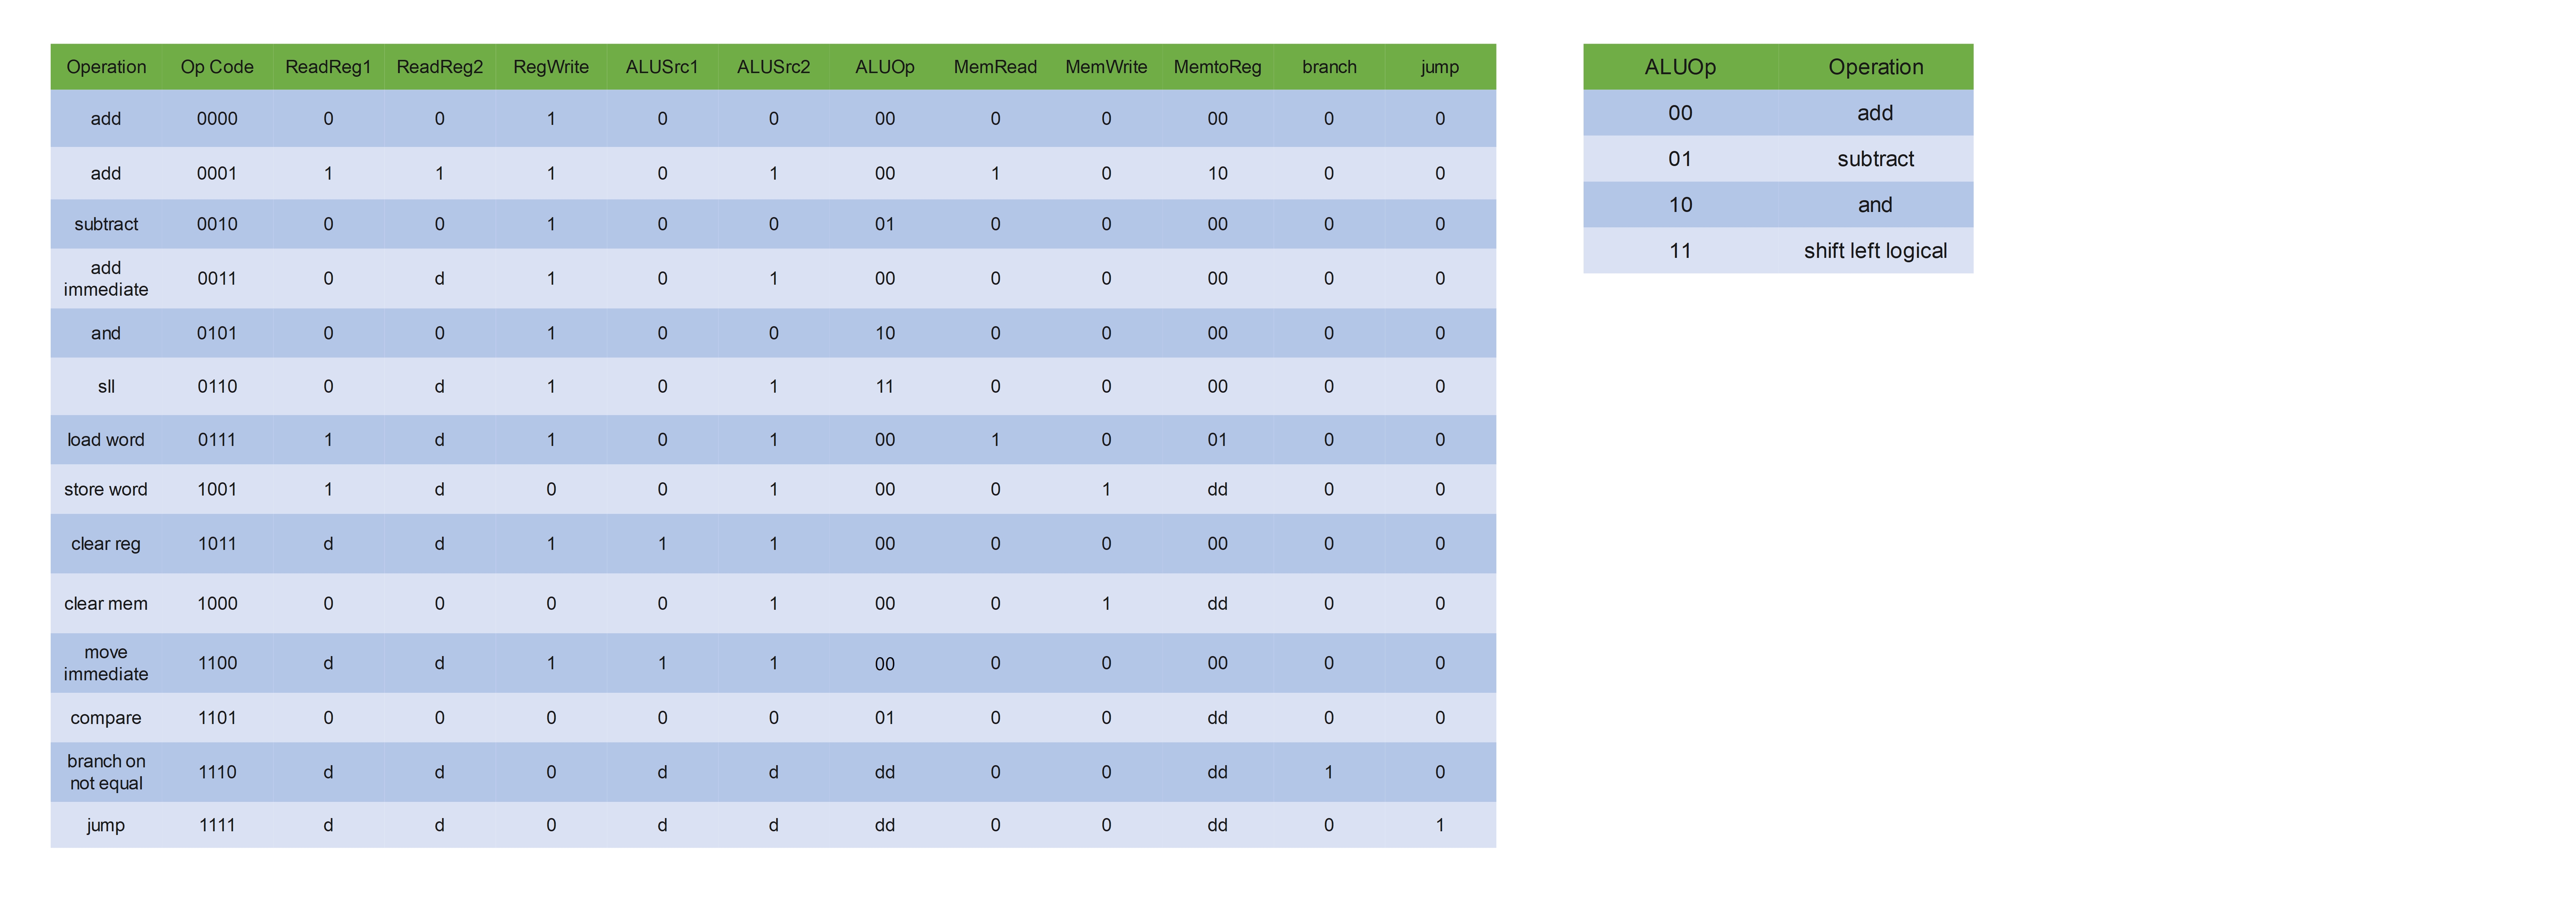 Operation Op Code ReadReg1 ReadReg2 RegWrite ALUSrc1 ALUSrc2 ALUOp MemRead MemWrite MemtoReg branch jump
add 0000 0 0 1 0 0 00 0 0 00 0 0
add 0001 1 1 1 0 1 00 1 0 10 0 0
subtract 0010 0 0 1 0 0 01 0 0 00 0 0
add
immediate 0011 0 d 1 0 1 00 0 0 00 0 0
and 0101 0 0 1 0 0 10 0 0 00 0 0
sll 0110 0 d 1 0 1 11 0 0 00 0 0
load word 0111 1 d 1 0 1 00 1 0 01 0 0
store word 1001 1 d 0 0 1 00 0 1 dd 0 0
clear reg 1011 d d 1 1 1 00 0 0 00 0 0
clear mem 1000 0 0 0 0 1 00 0 1 dd 0 0
move
immediate 1100 d d 1 1 1 00 0 0 00 0 0
compare 1101 0 0 0 0 0 01 0 0 dd 0 0
branch on
not equal 1110 d d 0 d d dd 0 0 dd 1 0
jump 1111 d d 0 d d dd 0 0 dd 0 1
ALUOp Operation
00 add
01 subtract
10 and
11 shift left logical